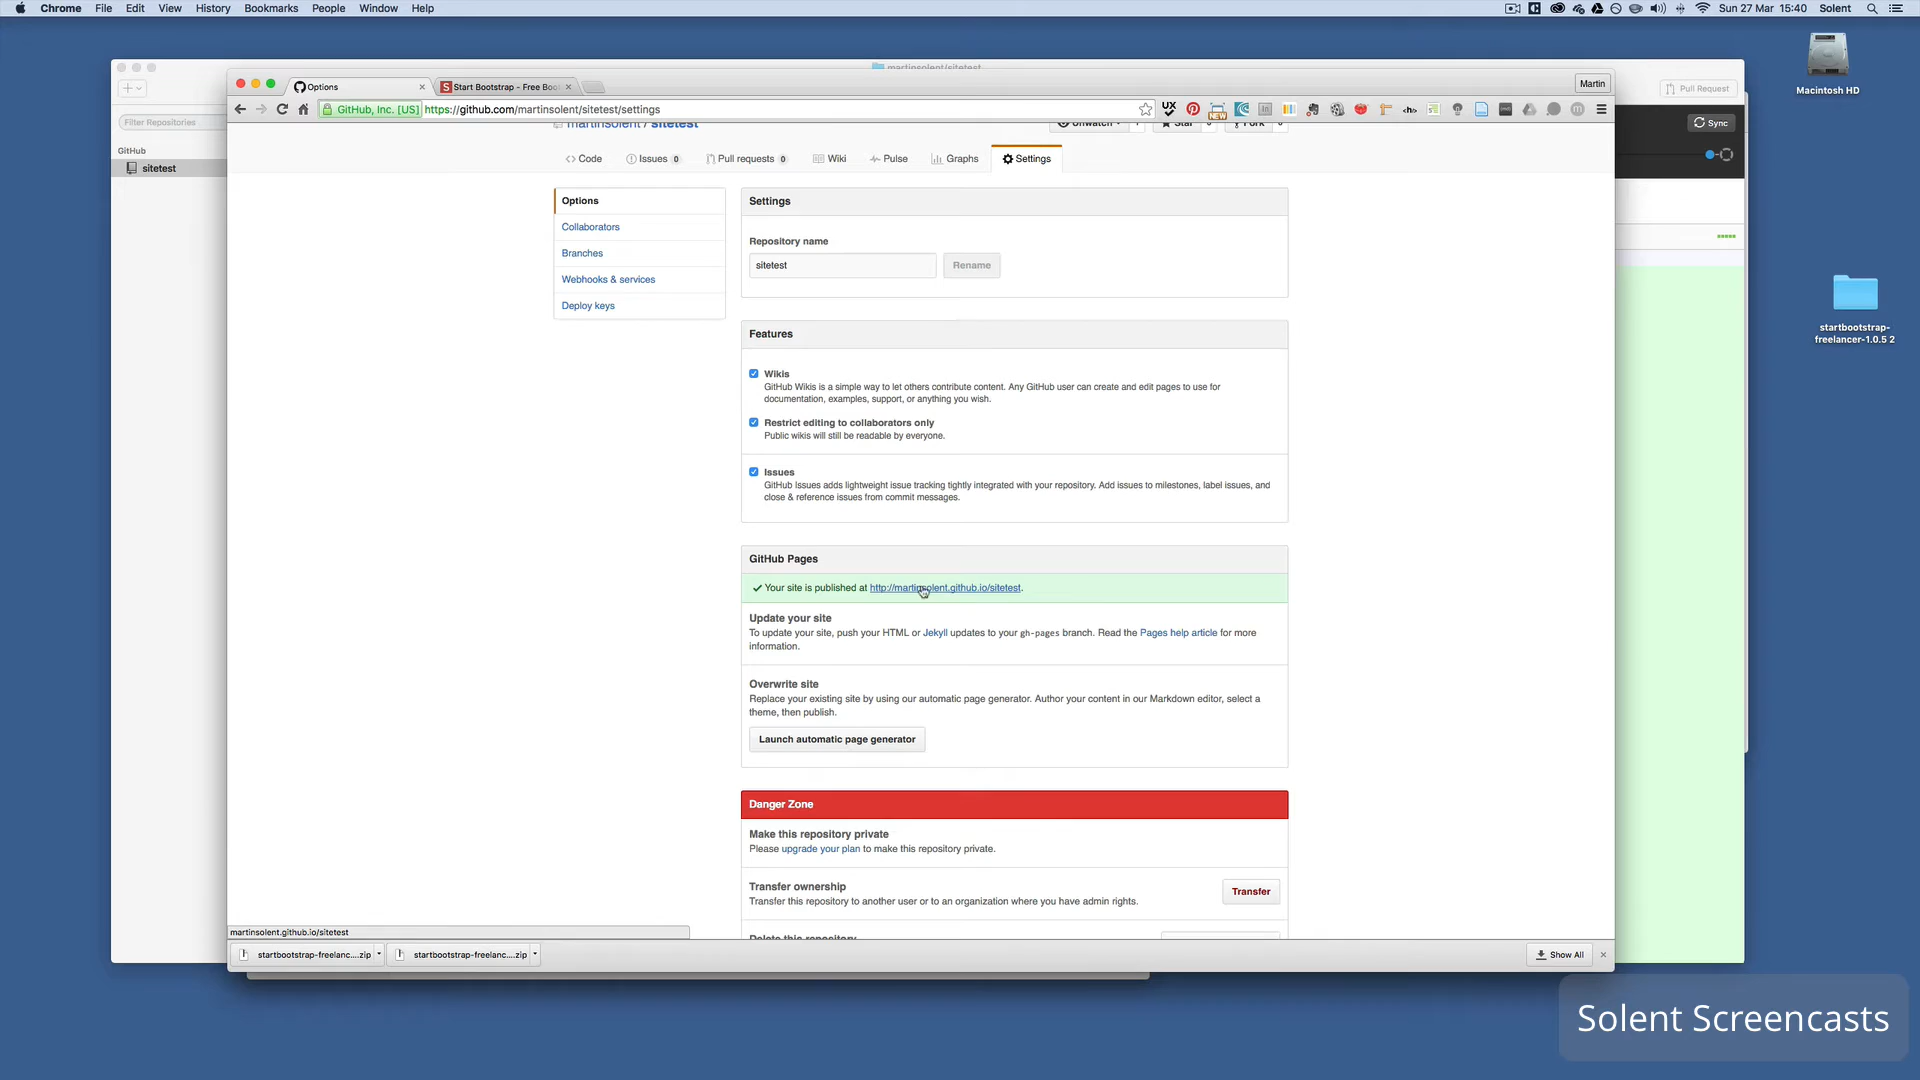 Chrome File Edit View History Bookmarks People Window Help
Sun 27 Mar 15:40 Solent
martinsolent/sitetest
Options
Start Bootstrap - Free Boo
Martin
Pull Request
GitHub, Inc. [US] https://github.com/martinsolent/sitetest/settings
Filter Repositories
Sync
GitHub
sitetest
Macintosh HD
startbootstrap-
freelancer-1.0.5 2
martinsolent / sitetest
Unwatch Star Fork
Code Issues 0 Pull requests 0 Wiki Pulse Graphs Settings
Options
Collaborators
Branches
Webhooks & services
Deploy keys
Settings
Repository name
sitetest Rename
Features
Wikis
GitHub Wikis is a simple way to let others contribute content. Any GitHub user can create and edit pages to use for
documentation, examples, support, or anything you wish.
Restrict editing to collaborators only
Public wikis will still be readable by everyone.
Issues
GitHub Issues adds lightweight issue tracking tightly integrated with your repository. Add issues to milestones, label issues, and
close & reference issues from commit messages.
GitHub Pages
Your site is published at http://martinsolent.github.io/sitetest.
Update your site
To update your site, push your HTML or Jekyll updates to your gh-pages branch. Read the Pages help article for more
information.
Overwrite site
Replace your existing site by using our automatic page generator. Author your content in our Markdown editor, select a
theme, then publish.
Launch automatic page generator
Danger Zone
Make this repository private
Please upgrade your plan to make this repository private.
Transfer ownership
Transfer this repository to another user or to an organization where you have admin rights.
Transfer
Delete this repository
martinsolent.github.io/sitetest
startbootstrap-freelanc....zip
startbootstrap-freelanc....zip
Show All
Solent Screencasts